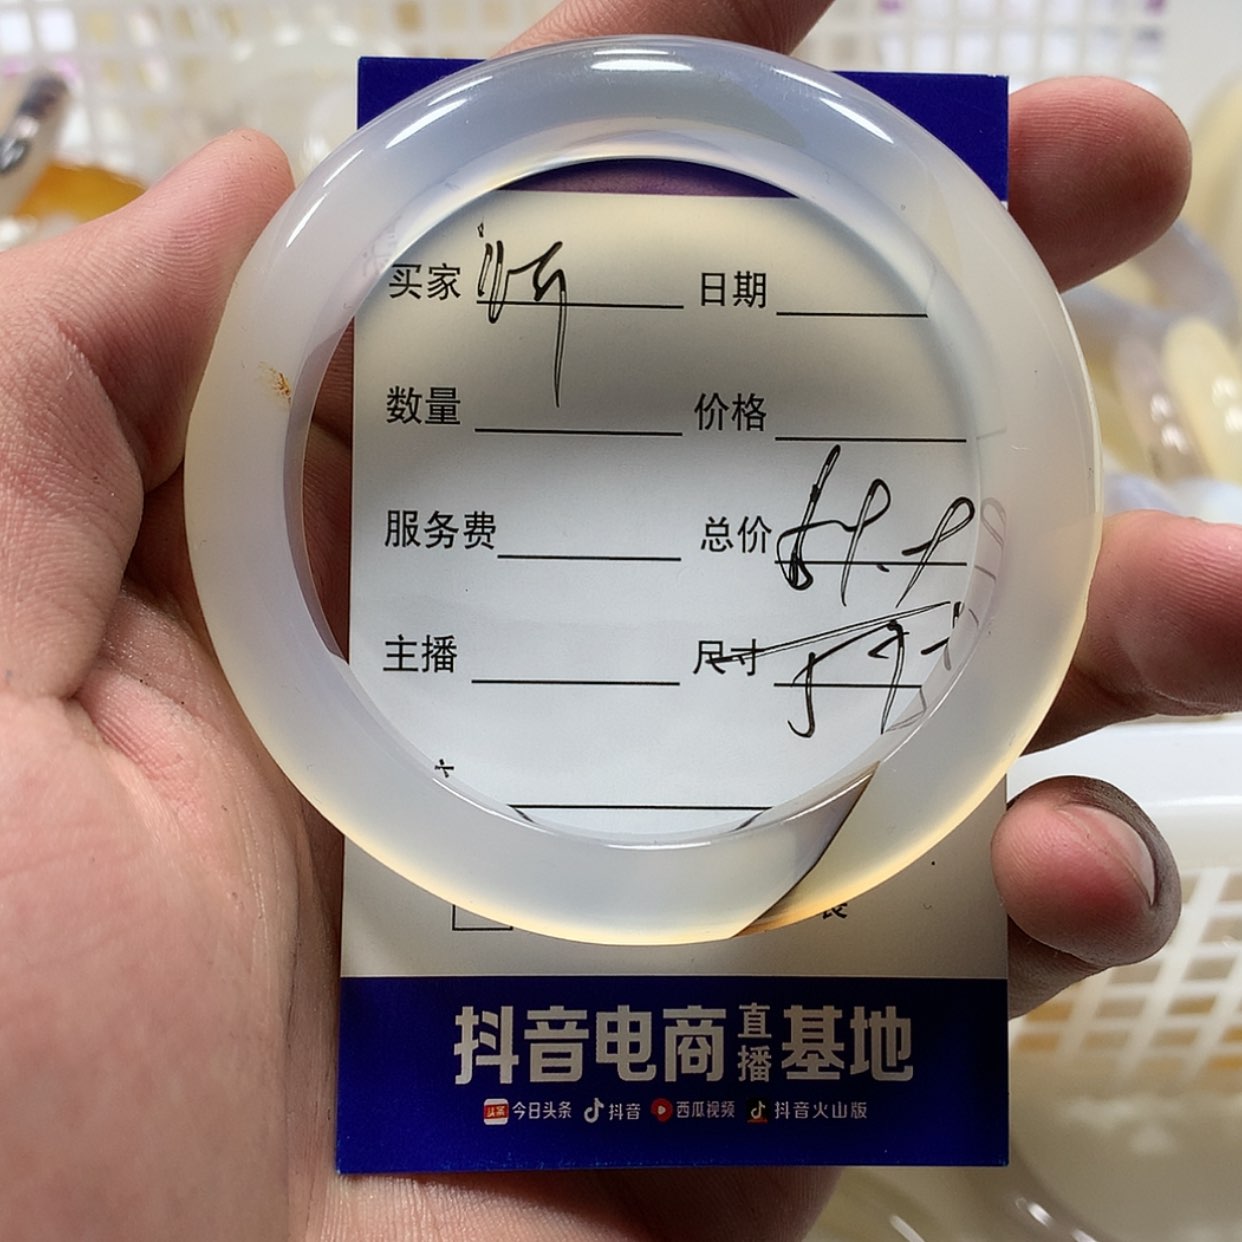 买家 日期
数量 价格
服务费 总价
主播 尺寸
抖音电商直播基地
头条 今日头条 抖音 西瓜视频 抖音火山版